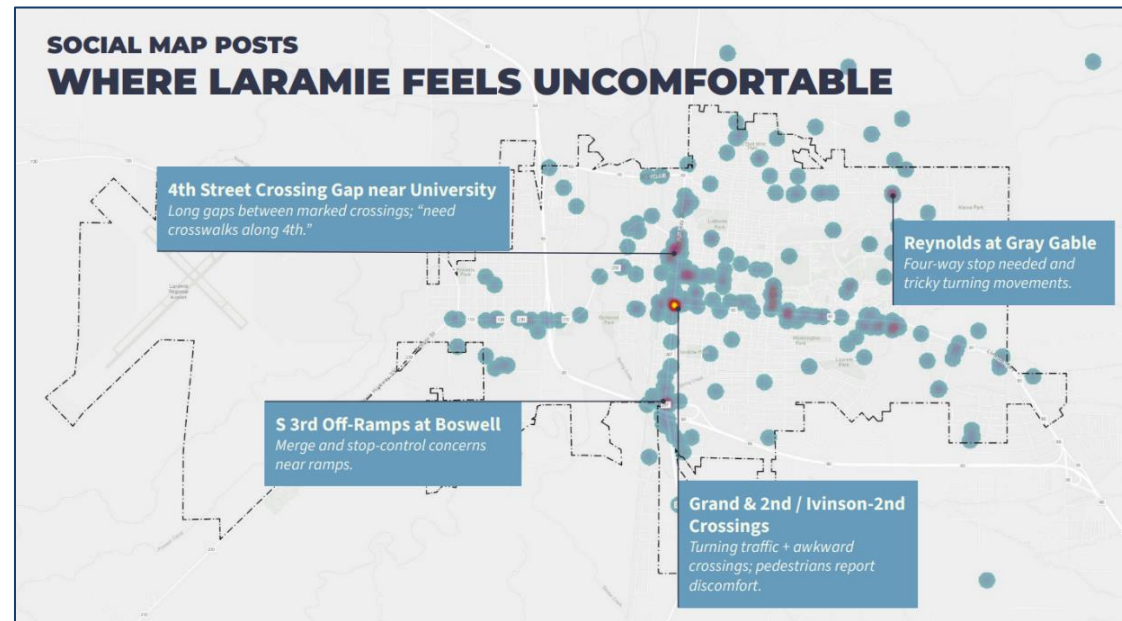 SOCIAL MAP POSTS
WHERE LARAMIE FEELS UNCOMFORTABLE
4th Street Crossing Gap near University
Long gaps between marked crossings; “need
crosswalks along 4th.”
Reynolds at Gray Gable
Four-way stop needed and
tricky turning movements.
S 3rd Off-Ramps at Boswell
Merge and stop-control concerns
near ramps.
Grand & 2nd / Ivinson-2nd
Crossings
Turning traffic + awkward
crossings; pedestrians report
discomfort.